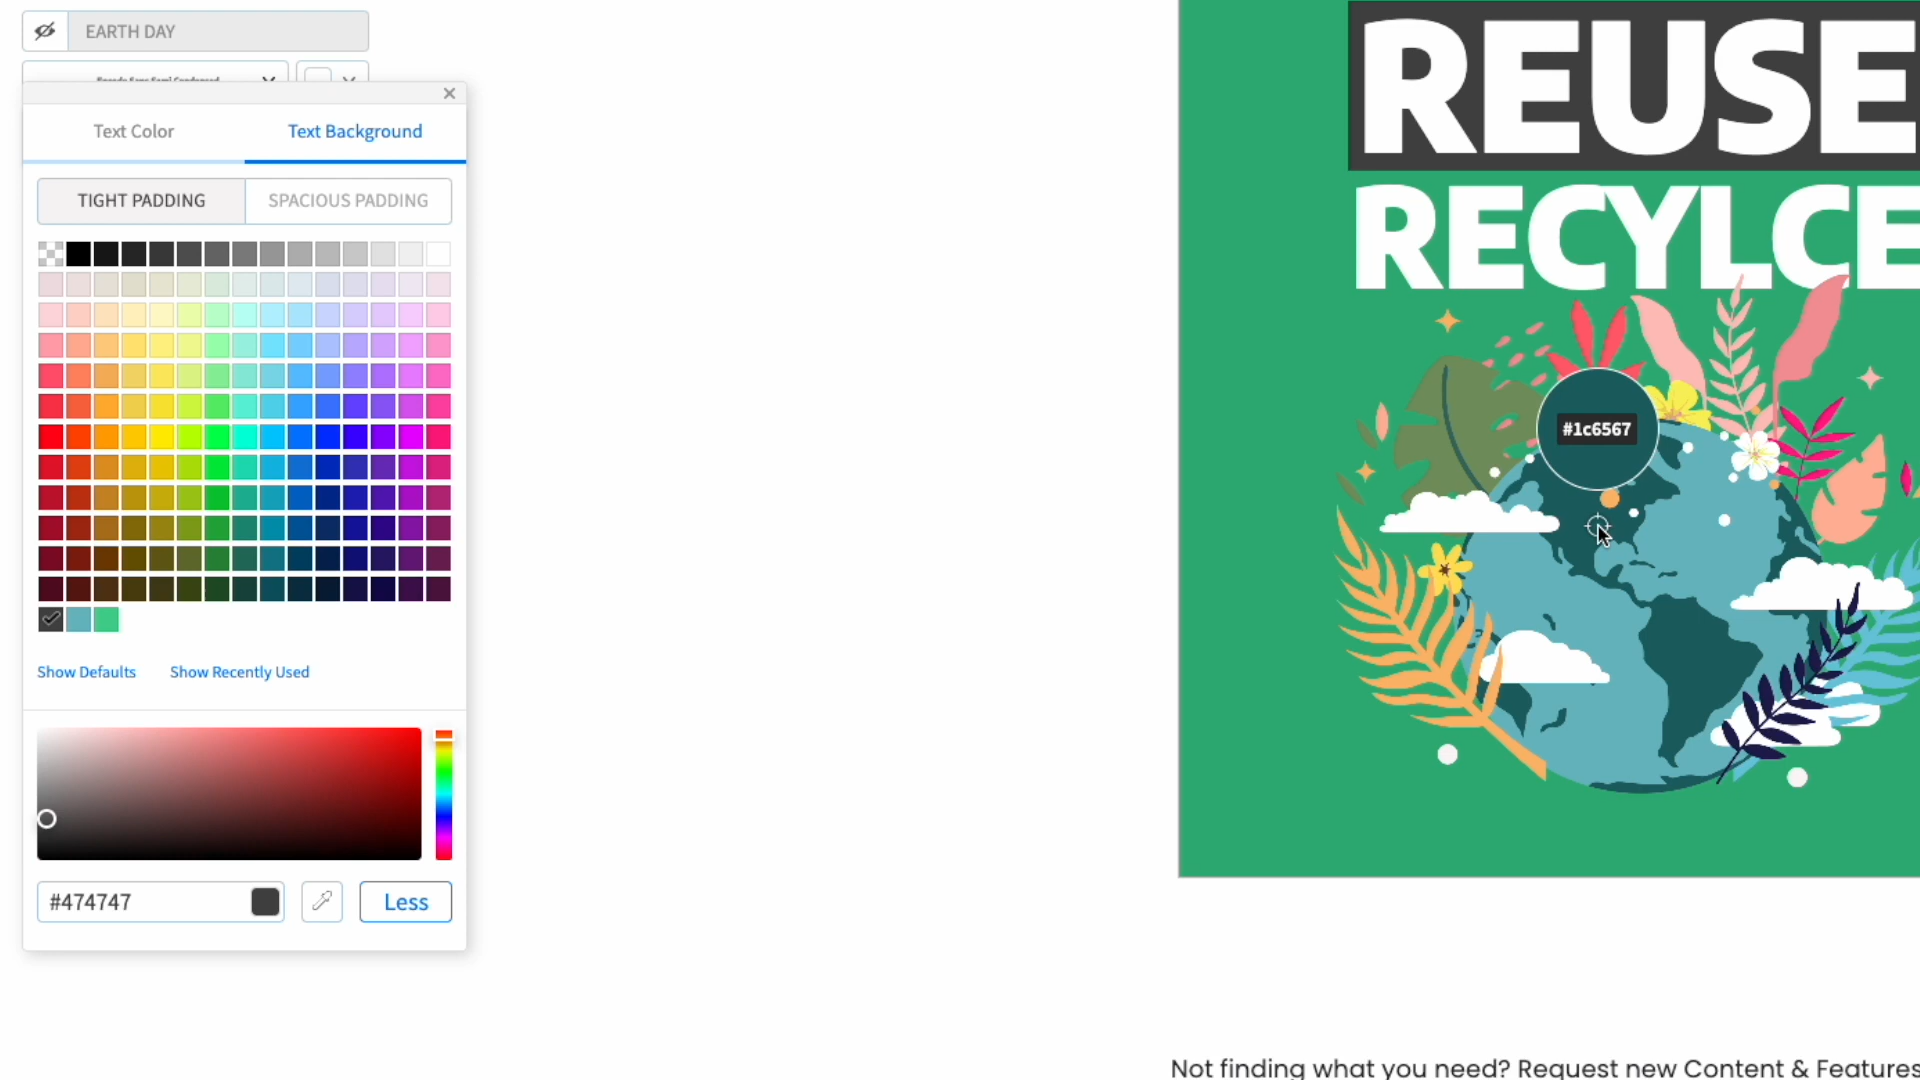 EARTH DAY
Text Color
Text Background
TIGHT PADDING
SPACIOUS PADDING
Show Defaults
Show Recently Used
#474747
Less
REUSE
RECYLCE
#1c6567
Not finding what you need? Request new Content & Features